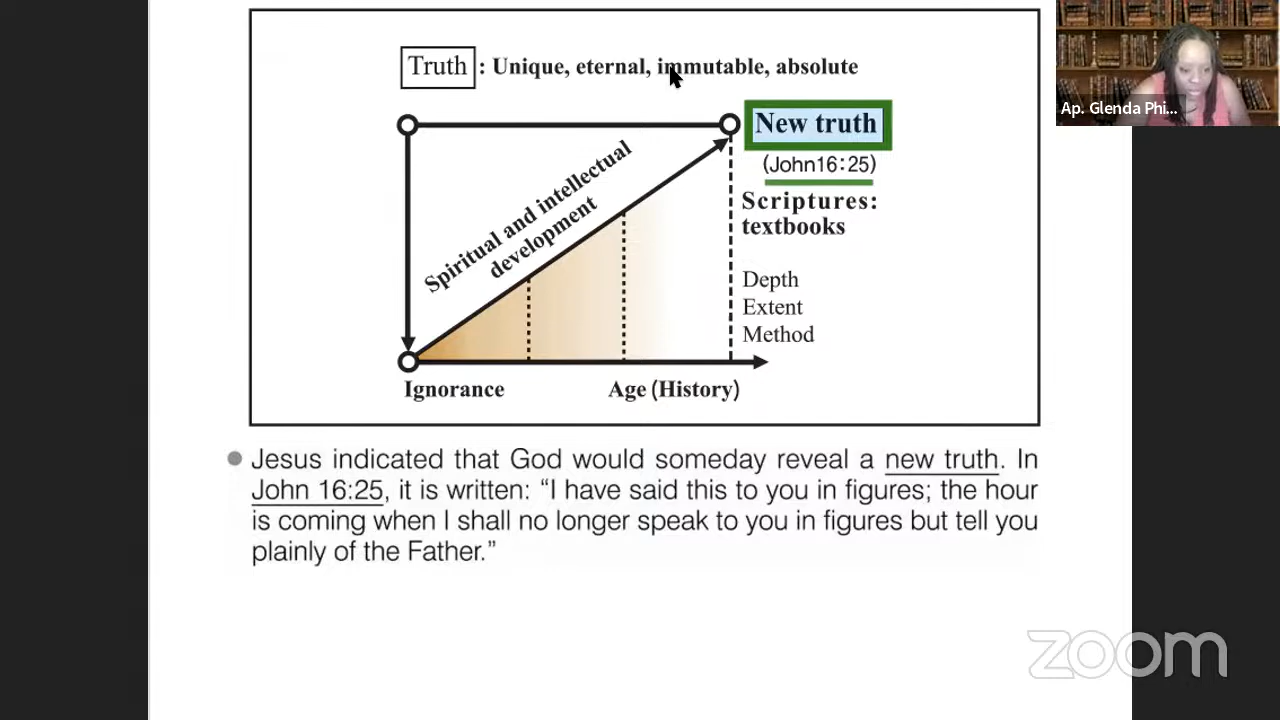 Truth : Unique, eternal, immutable, absolute
New truth
(John16:25)
Scriptures:
textbooks
Spiritual and intellectual
development
Depth
Extent
Method
Ignorance
Age (History)
Jesus indicated that God would someday reveal a new truth. In
John 16:25, it is written: “I have said this to you in figures; the hour
is coming when I shall no longer speak to you in figures but tell you
plainly of the Father.”
Ap. Glenda Phi...
zoom